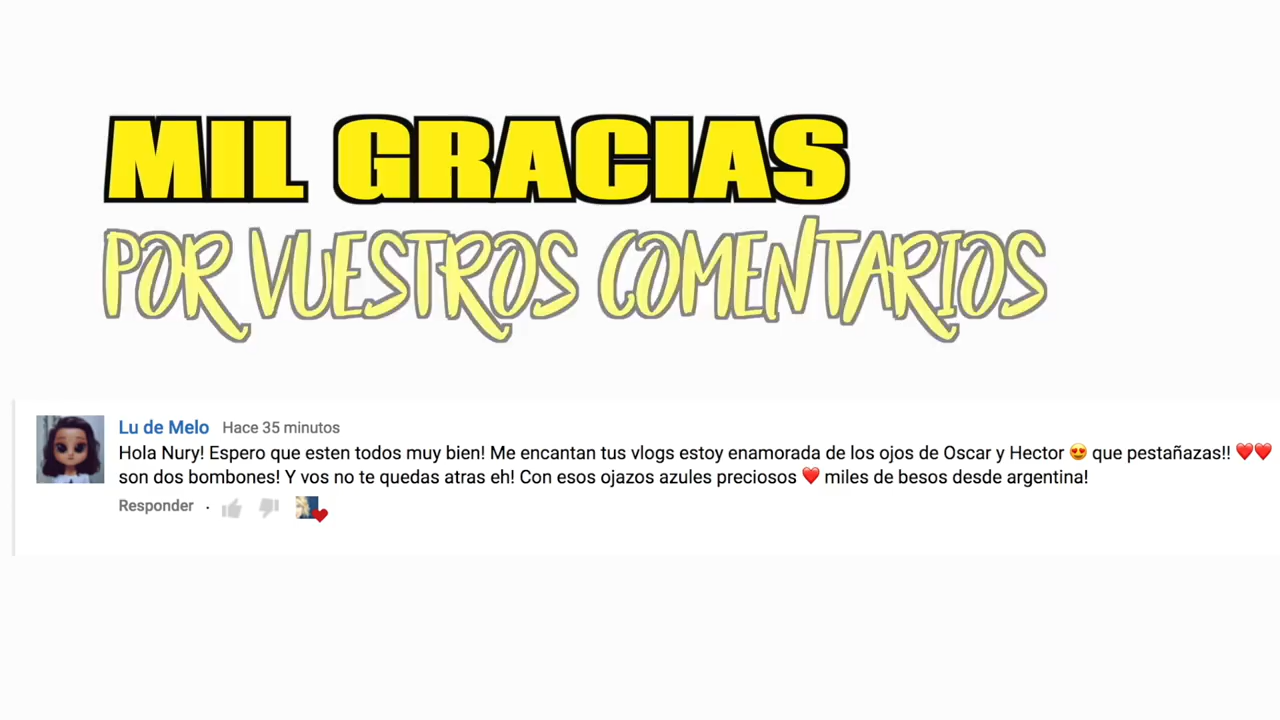 MIL GRACIAS
POR VUESTROS COMENTARIOS
Lu de Melo Hace 35 minutos
Hola Nury! Espero que esten todos muy bien! Me encantan tus vlogs estoy enamorada de los ojos de Oscar y Hector 😍 que pestañazas!! ❤️❤️
son dos bombones! Y vos no te quedas atras eh! Con esos ojazos azules preciosos ❤️ miles de besos desde argentina!
Responder ·